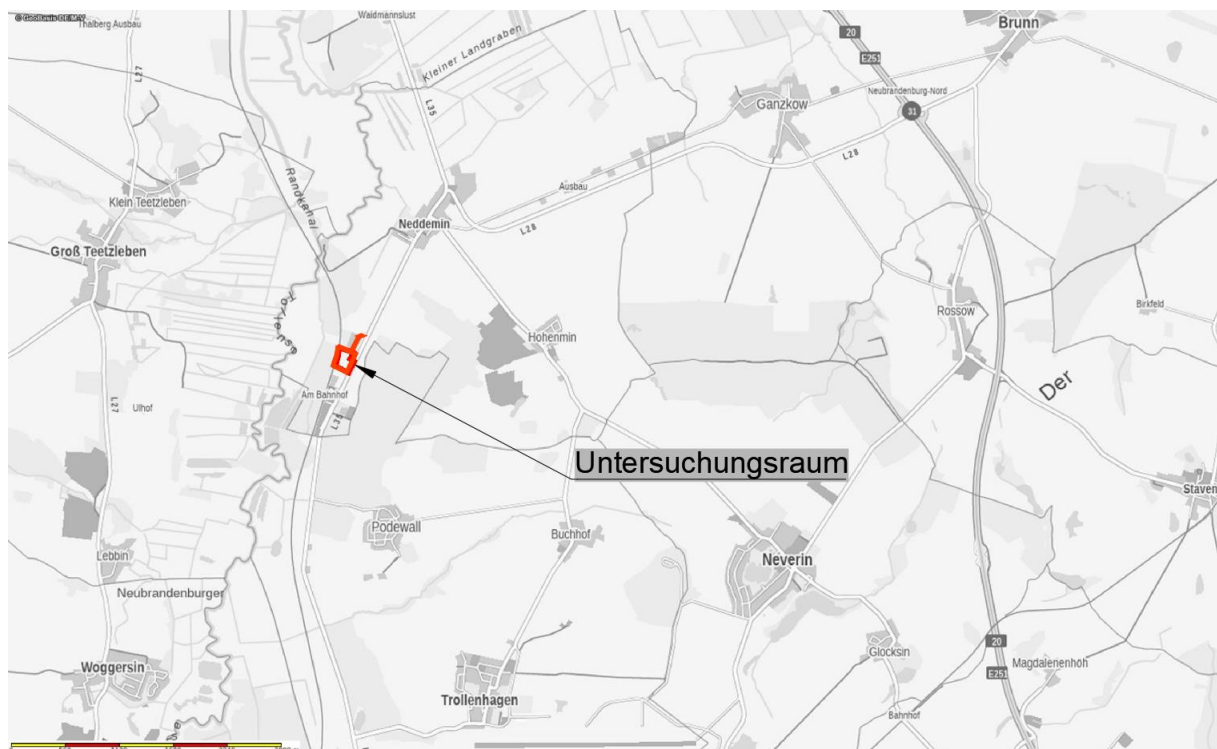 © GeoBasis-DE/M-V
Thalberg Ausbau
Waidmannslust
Brunn
20
E251
L27
Kleiner Landgraben
L35
Neubrandenburg-Nord
Ganzkow
31
L28
Randkanal
Ausbau
Klein Teetzleben
Neddemin
L28
Groß Teetzleben
Tollense
Birkfeld
Rossow
Hohenmin
Der
Am Bahnhof
L27
Ulhof
L35
Untersuchungsraum
Staven
Podewall
Buchhof
Lebbin
Neverin
Neubrandenburger
20
Glocksin
E251
Magdalenenhöh
Woggersin
Trollenhagen
Bahnhof